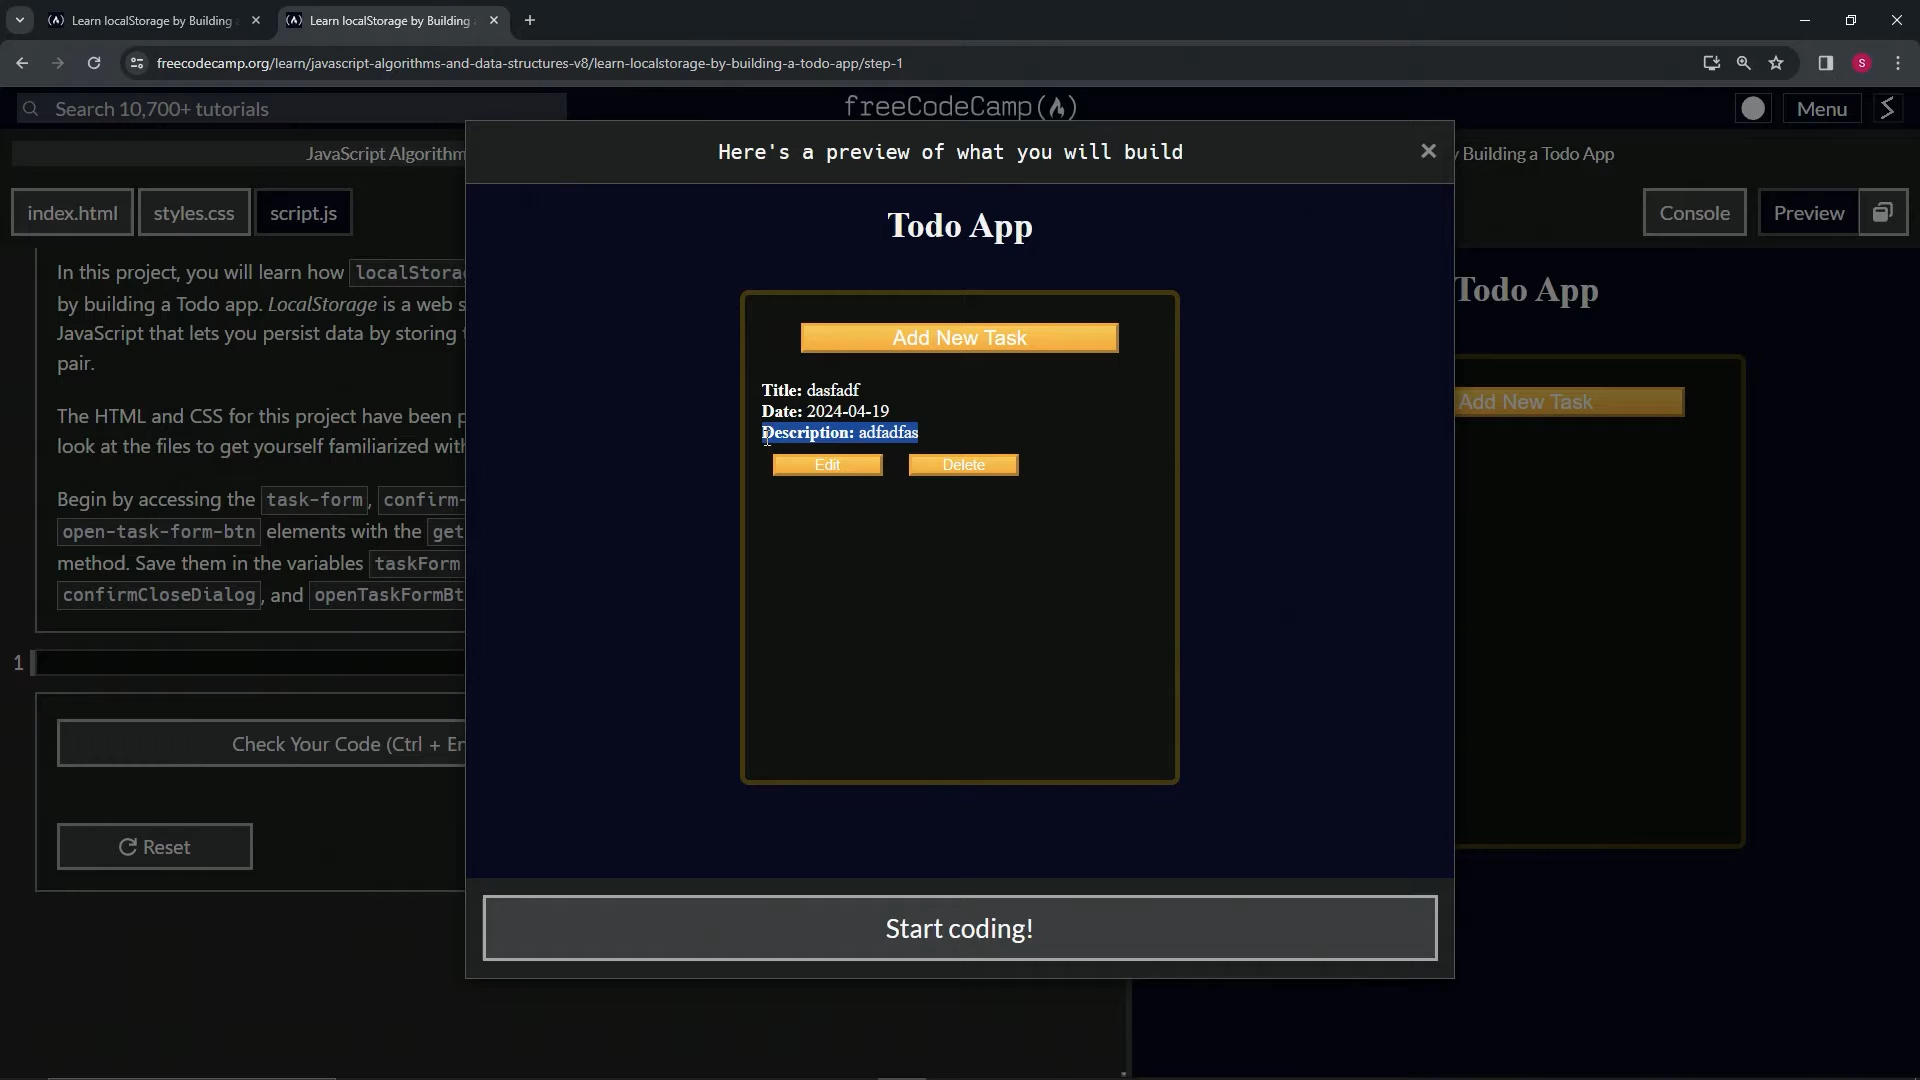 Learn localStorage by Building
Learn localStorage by Building
freecodecamp.org/learn/javascript-algorithms-and-data-structures-v8/learn-localstorage-by-building-a-todo-app/step-1
S
Search 10,700+ tutorials
freeCodeCamp
Menu
JavaScript Algorithm
Here's a preview of what you will build
Building a Todo App
index.html
styles.css
script.js
Console
Preview
In this project, you will learn how localStora
by building a Todo app. LocalStorage is a web s
JavaScript that lets you persist data by storing
pair.
The HTML and CSS for this project have been p
look at the files to get yourself familiarized wit
Begin by accessing the task-form, confirm-
open-task-form-btn elements with the get
method. Save them in the variables taskForm
confirmCloseDialog, and openTaskFormBt
1
Check Your Code (Ctrl + En
Reset
Todo App
Add New Task
Title: dasfadf
Date: 2024-04-19
Description: adfadfas
Edit
Delete
Start coding!
Todo App
Add New Task